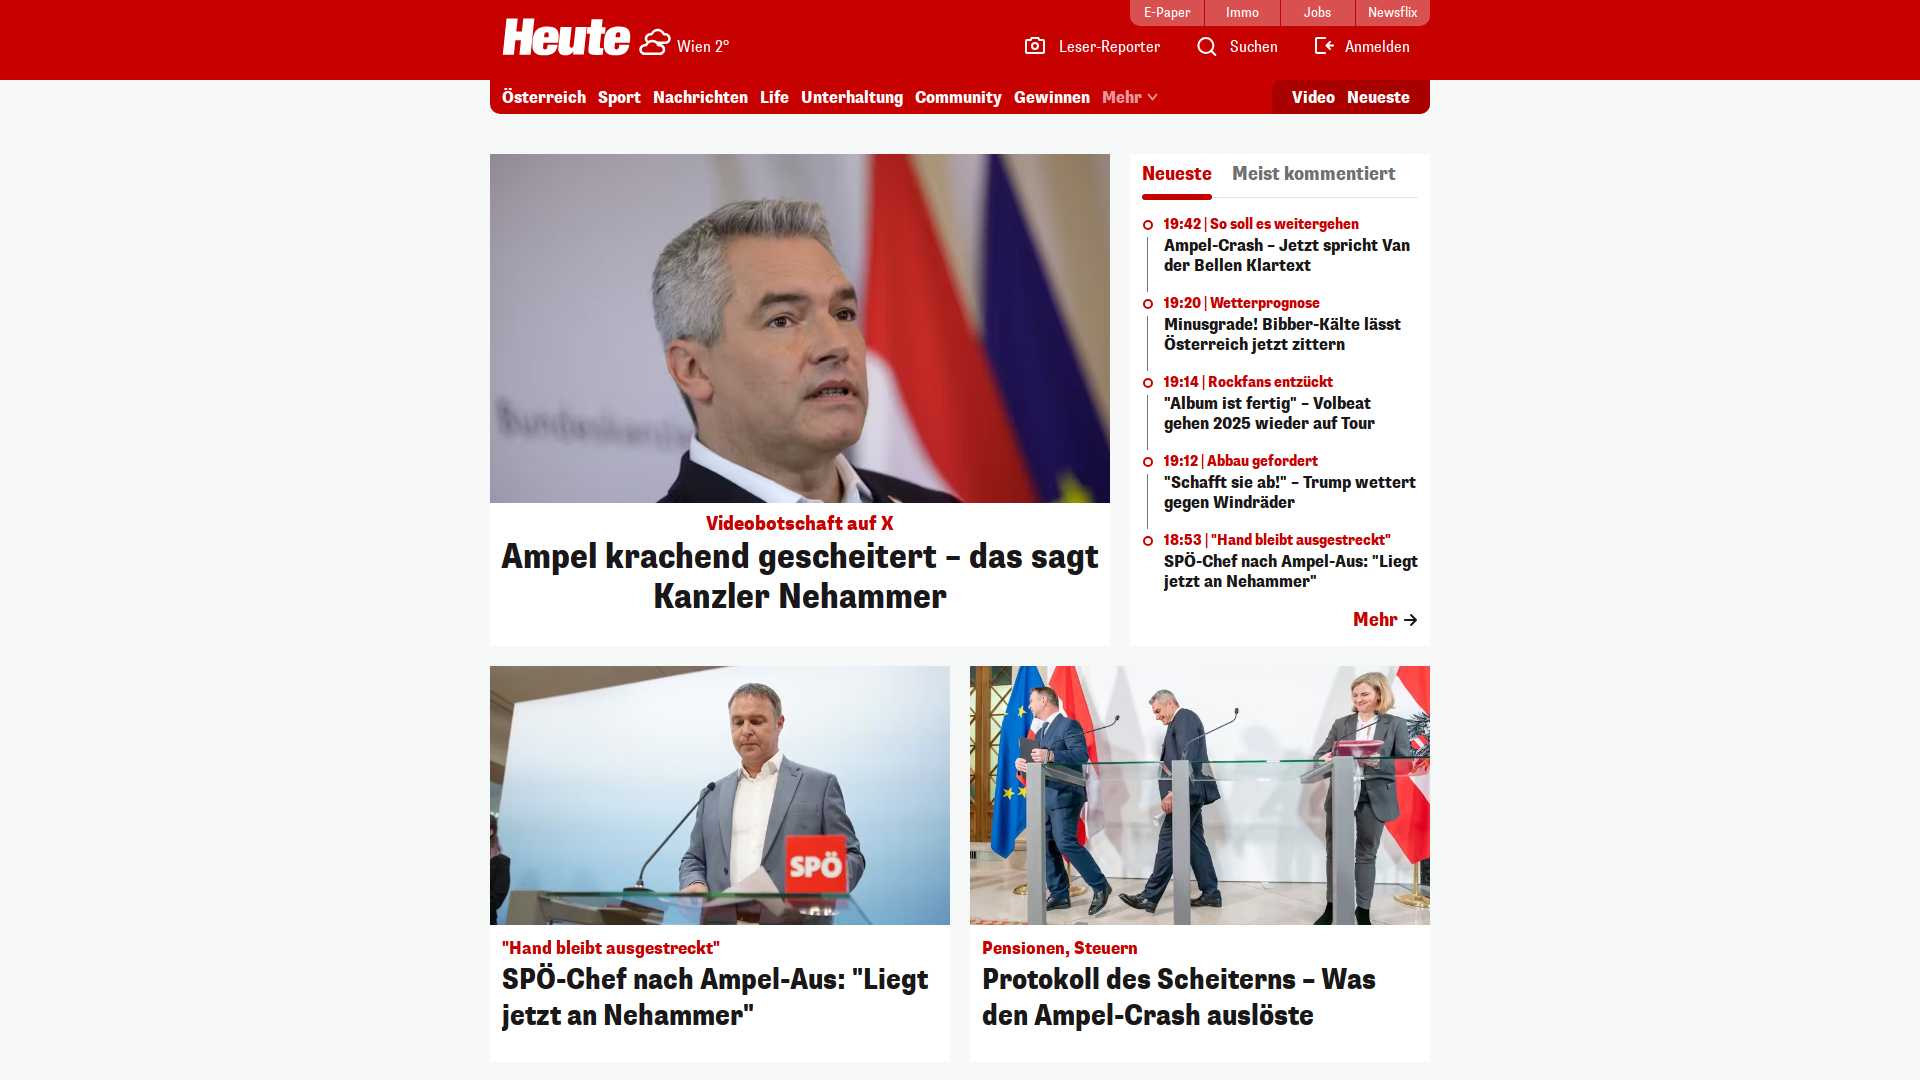 E-Paper
Immo
Jobs
Newsflix
Heute
Wien 2°
Leser-Reporter
Suchen
Anmelden
Österreich
Sport
Nachrichten
Life
Unterhaltung
Community
Gewinnen
Mehr
Video
Neueste
Bundeskanzle
Videobotschaft auf X
Ampel krachend gescheitert – das sagt
Kanzler Nehammer
Neueste
Meist kommentiert
19:42 | So soll es weitergehen
Ampel-Crash – Jetzt spricht Van
der Bellen Klartext
19:20 | Wetterprognose
Minusgrade! Bibber-Kälte lässt
Österreich jetzt zittern
19:14 | Rockfans entzückt
"Album ist fertig" – Volbeat
gehen 2025 wieder auf Tour
19:12 | Abbau gefordert
"Schafft sie ab!" – Trump wettert
gegen Windräder
18:53 | "Hand bleibt ausgestreckt"
SPÖ-Chef nach Ampel-Aus: "Liegt
jetzt an Nehammer"
Mehr
SPÖ
"Hand bleibt ausgestreckt"
SPÖ-Chef nach Ampel-Aus: "Liegt
jetzt an Nehammer"
Pensionen, Steuern
Protokoll des Scheiterns – Was
den Ampel-Crash auslöste